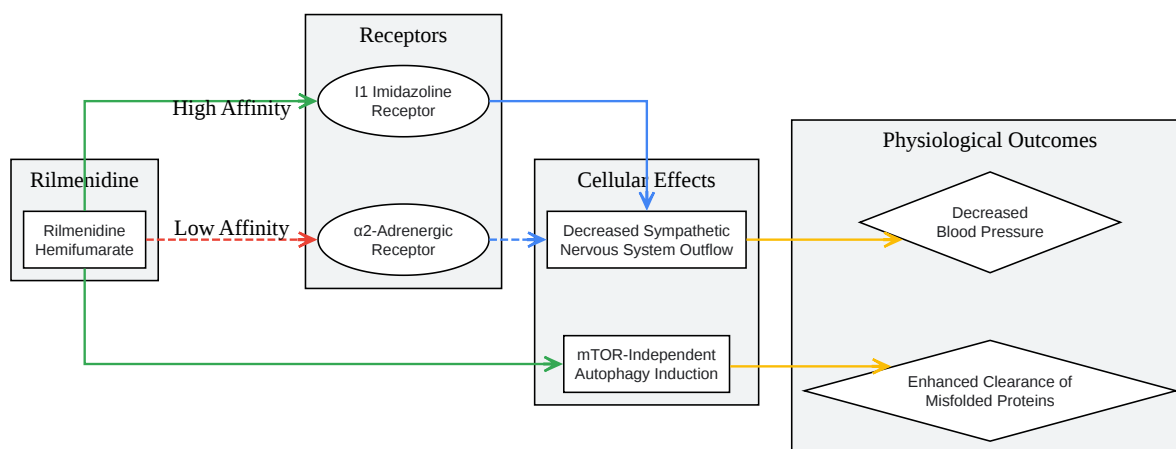 Receptors
I1 Imidazoline
Receptor
High Affinity
Physiological Outcomes
Rilmenidine
Cellular Effects
Rilmenidine
Hemifumarate
Low Affinity
α2-Adrenergic
Receptor
Decreased Sympathetic
Nervous System Outflow
Decreased
Blood Pressure
mTOR-Independent
Autophagy Induction
Enhanced Clearance of
Misfolded Proteins